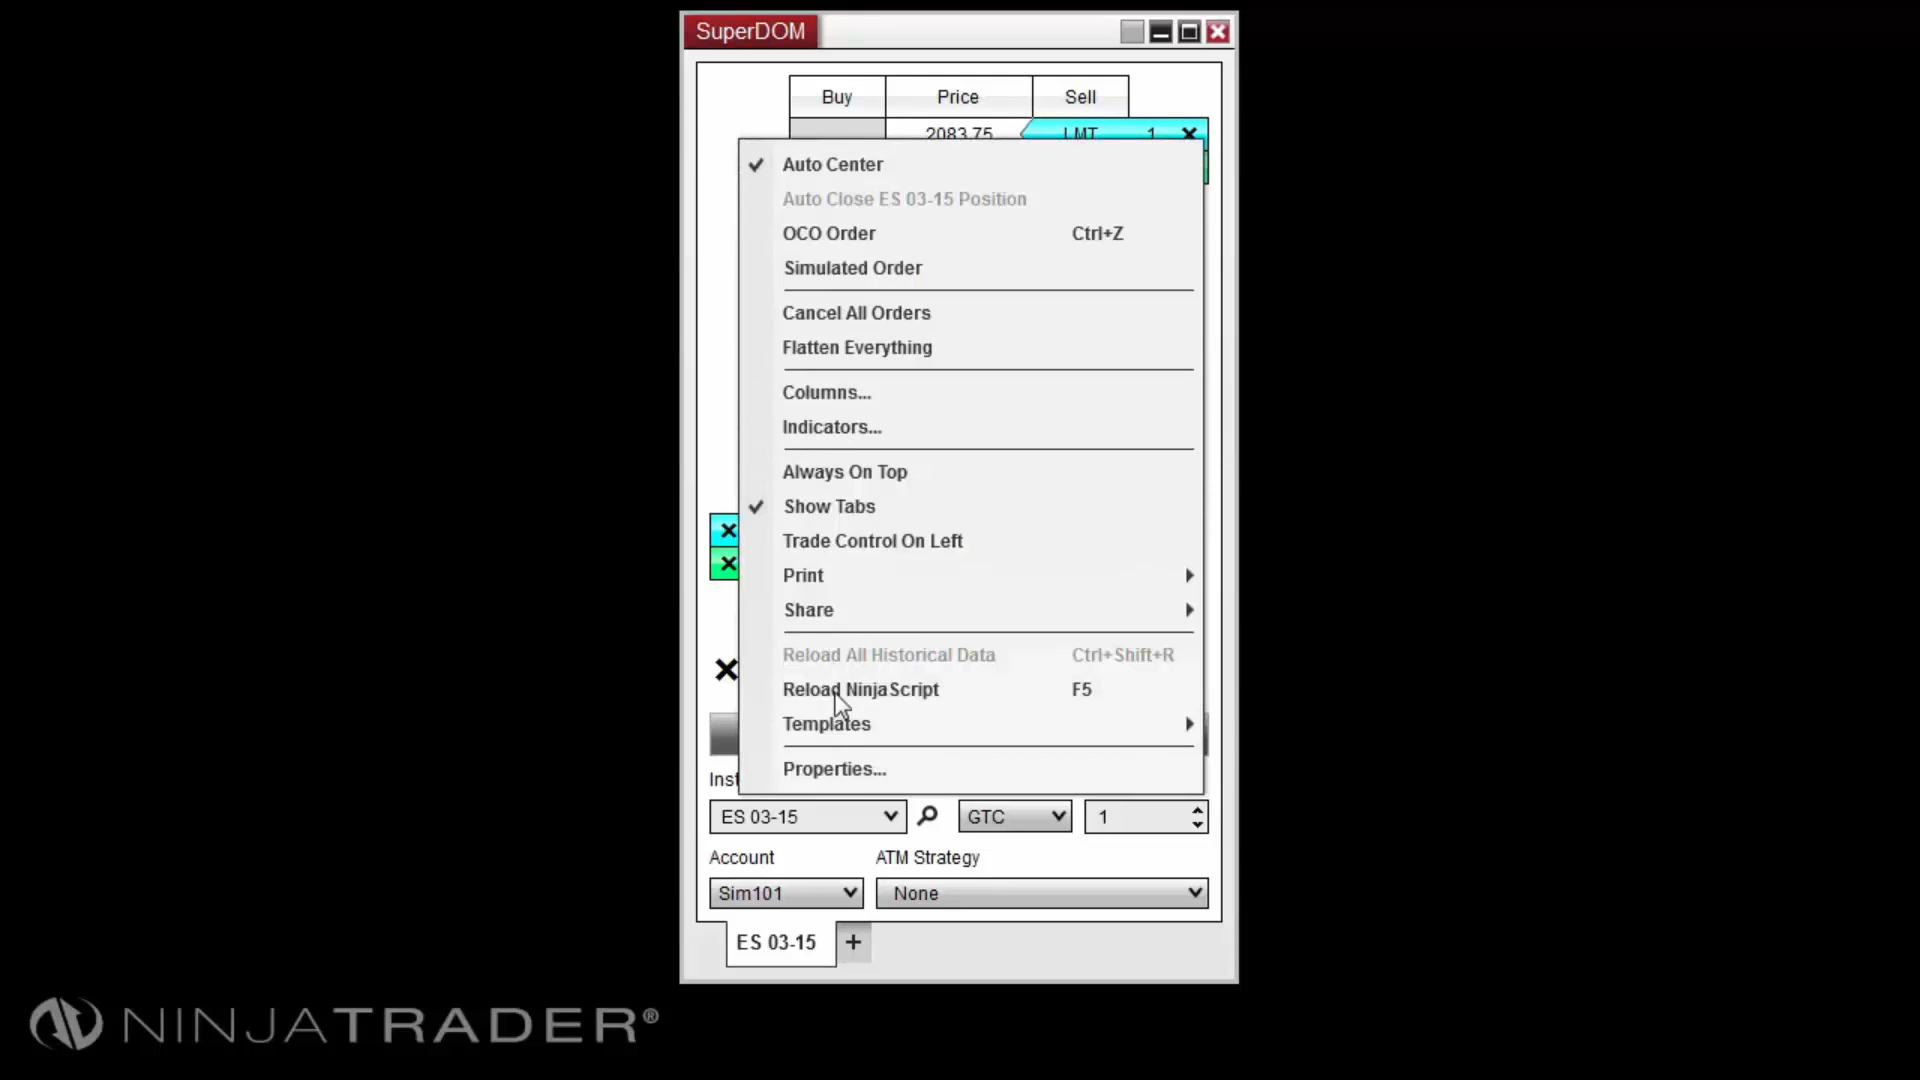 SuperDOM
Buy Price Sell
2083.75 LMT 1
Auto Center
Auto Close ES 03-15 Position
OCO Order Ctrl+Z
Simulated Order
Cancel All Orders
Flatten Everything
Columns...
Indicators...
Always On Top
Show Tabs
Trade Control On Left
Print
Share
Reload All Historical Data Ctrl+Shift+R
Reload NinjaScript F5
Templates
Properties...
Inst
ES 03-15 GTC 1
Account ATM Strategy
Sim101 None
ES 03-15 +
NINJATRADER®